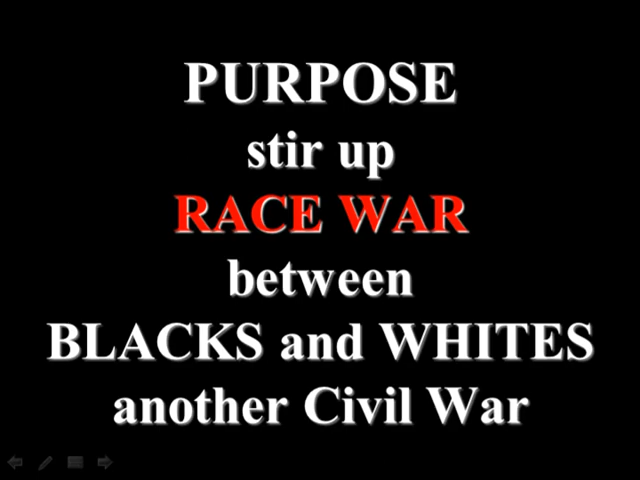 PURPOSE
stir up
RACE WAR
between
BLACKS and WHITES
another Civil War